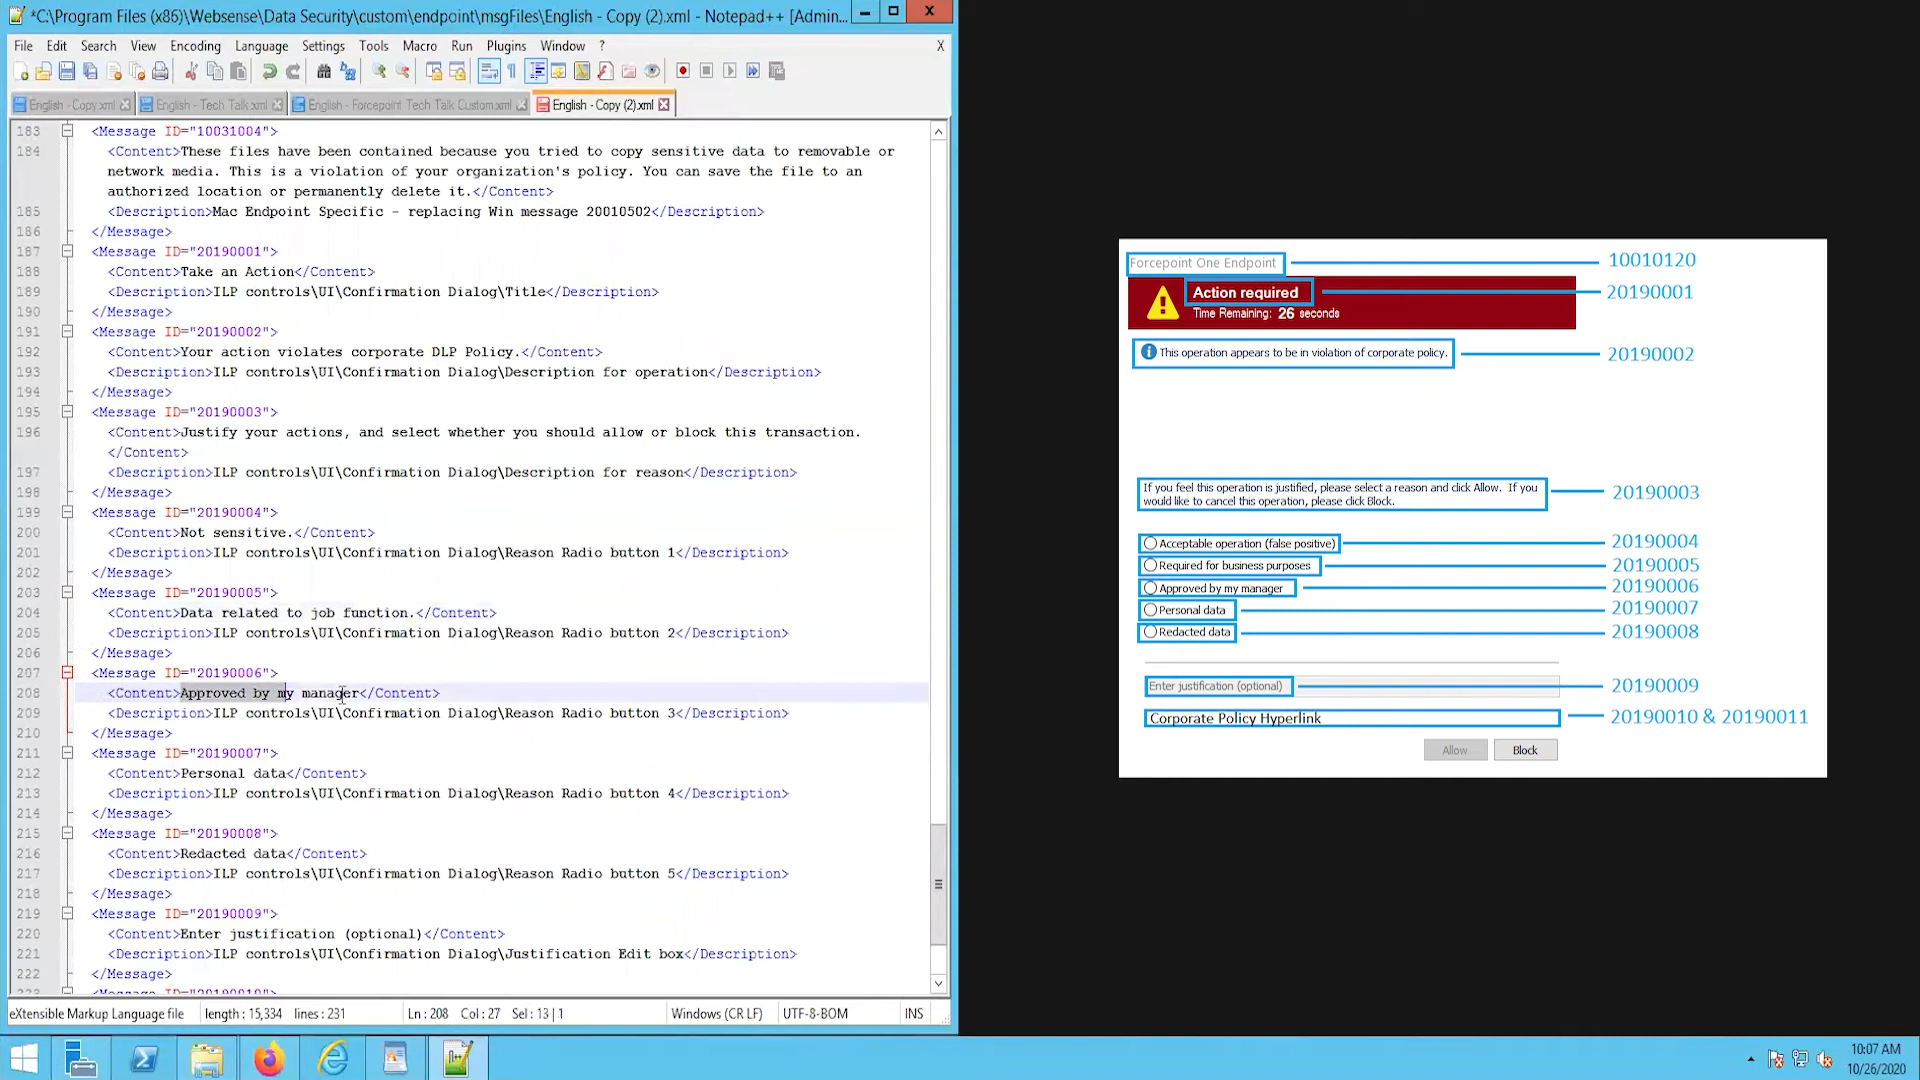 *C:\Program Files (x86)\Websense\Data Security\custom\endpoint\msgFiles\English - Copy (2).xml - Notepad++ [Admin...
File Edit Search View Encoding Language Settings Tools Macro Run Plugins Window ? X
English - Copy.xml English - Tech Talk.xml English - Forcepoint Tech Talk Custom.xml English - Copy (2).xml
183 <Message ID="10031004">
184 <Content>These files have been contained because you tried to copy sensitive data to removable or
network media. This is a violation of your organization's policy. You can save the file to an
authorized location or permanently delete it.</Content>
185 <Description>Mac Endpoint Specific - replacing Win message 20010502</Description>
186 </Message>
187 <Message ID="20190001">
188 <Content>Take an Action</Content>
189 <Description>ILP controls\UI\Confirmation Dialog\Title</Description>
190 </Message>
191 <Message ID="20190002">
192 <Content>Your action violates corporate DLP Policy.</Content>
193 <Description>ILP controls\UI\Confirmation Dialog\Description for operation</Description>
194 </Message>
195 <Message ID="20190003">
196 <Content>Justify your actions, and select whether you should allow or block this transaction.
</Content>
197 <Description>ILP controls\UI\Confirmation Dialog\Description for reason</Description>
198 </Message>
199 <Message ID="20190004">
200 <Content>Not sensitive.</Content>
201 <Description>ILP controls\UI\Confirmation Dialog\Reason Radio button 1</Description>
202 </Message>
203 <Message ID="20190005">
204 <Content>Data related to job function.</Content>
205 <Description>ILP controls\UI\Confirmation Dialog\Reason Radio button 2</Description>
206 </Message>
207 <Message ID="20190006">
208 <Content>Approved by my manager</Content>
209 <Description>ILP controls\UI\Confirmation Dialog\Reason Radio button 3</Description>
210 </Message>
211 <Message ID="20190007">
212 <Content>Personal data</Content>
213 <Description>ILP controls\UI\Confirmation Dialog\Reason Radio button 4</Description>
214 </Message>
215 <Message ID="20190008">
216 <Content>Redacted data</Content>
217 <Description>ILP controls\UI\Confirmation Dialog\Reason Radio button 5</Description>
218 </Message>
219 <Message ID="20190009">
220 <Content>Enter justification (optional)</Content>
221 <Description>ILP controls\UI\Confirmation Dialog\Justification Edit box</Description>
222 </Message>
223 <Message ID="20190010">
eXtensible Markup Language file length : 15,334 lines : 231 Ln : 208 Col : 27 Sel : 13 | 1 Windows (CR LF) UTF-8-BOM INS
Forcepoint One Endpoint 10010120
Action required 20190001
Time Remaining: 26 seconds
This operation appears to be in violation of corporate policy. 20190002
If you feel this operation is justified, please select a reason and click Allow. If you
would like to cancel this operation, please click Block.
20190003
Acceptable operation (false positive) 20190004
Required for business purposes 20190005
Approved by my manager 20190006
Personal data 20190007
Redacted data 20190008
Enter justification (optional) 20190009
Corporate Policy Hyperlink 20190010 & 20190011
Allow Block
10:07 AM
10/26/2020